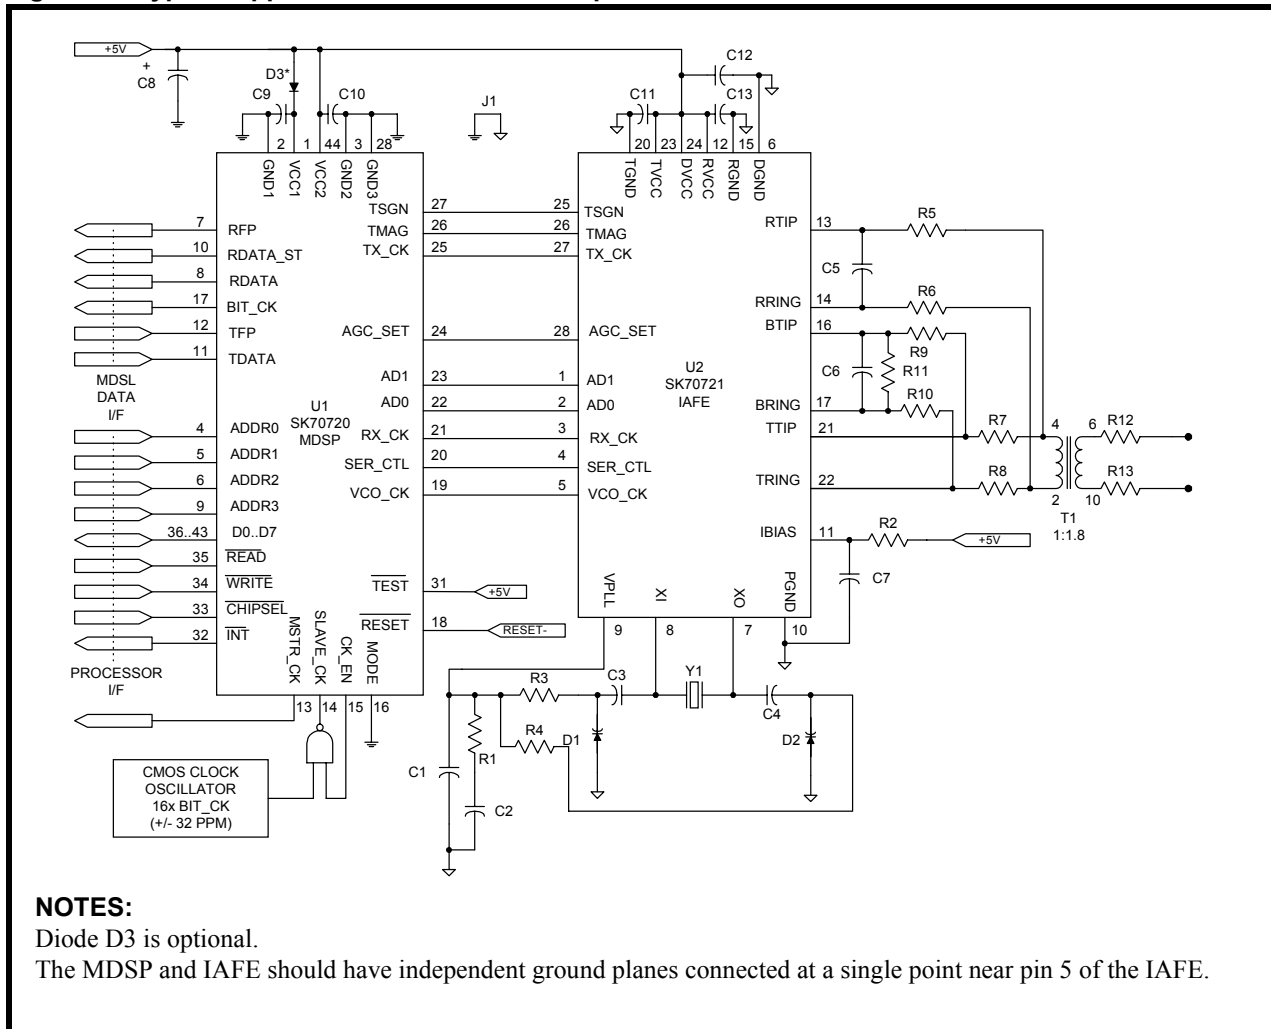 +5V
+
C8
D3*
C9
C10
J1
C12
C11
C13
2 1 44 3 28
20 23 24 12 15 6
GND1
VCC1
VCC2
GND2
GND3
TGND
TVCC
DVCC
RVCC
RGND
DGND
7 RFP
10 RDATA_ST
8 RDATA
17 BIT_CK
12 TFP
11 TDATA
MDSL
DATA
I/F
4 ADDR0
5 ADDR1
6 ADDR2
9 ADDR3
36..43 D0..D7
35 READ
34 WRITE
33 CHIPSEL
32 INT
PROCESSOR
I/F
U1
SK70720
MDSP
TSGN 27
TMAG 26
TX_CK 25
AGC_SET 24
AD1 23
AD0 22
RX_CK 21
SER_CTL 20
VCO_CK 19
TEST 31
+5V
RESET 18
RESET-
MSTR_CK
SLAVE_CK
CK_EN
MODE
13 14 15 16
CMOS CLOCK
OSCILLATOR
16x BIT_CK
(+/- 32 PPM)
25 TSGN
26 TMAG
27 TX_CK
28 AGC_SET
1 AD1
2 AD0
3 RX_CK
4 SER_CTL
5 VCO_CK
U2
SK70721
IAFE
RTIP 13
RRING 14
BTIP 16
BRING 17
TTIP 21
TRING 22
IBIAS 11
VPLL
XI
XO
PGND
9 8 7 10
R5
C5
R6
R9
C6
R11
R10
R7
R8
4
2
6
10
T1
1:1.8
R12
R13
R2
+5V
C7
R3
C3
Y1
C4
R4
D1
D2
R1
C1
C2
NOTES:
Diode D3 is optional.
The MDSP and IAFE should have independent ground planes connected at a single point near pin 5 of the IAFE.